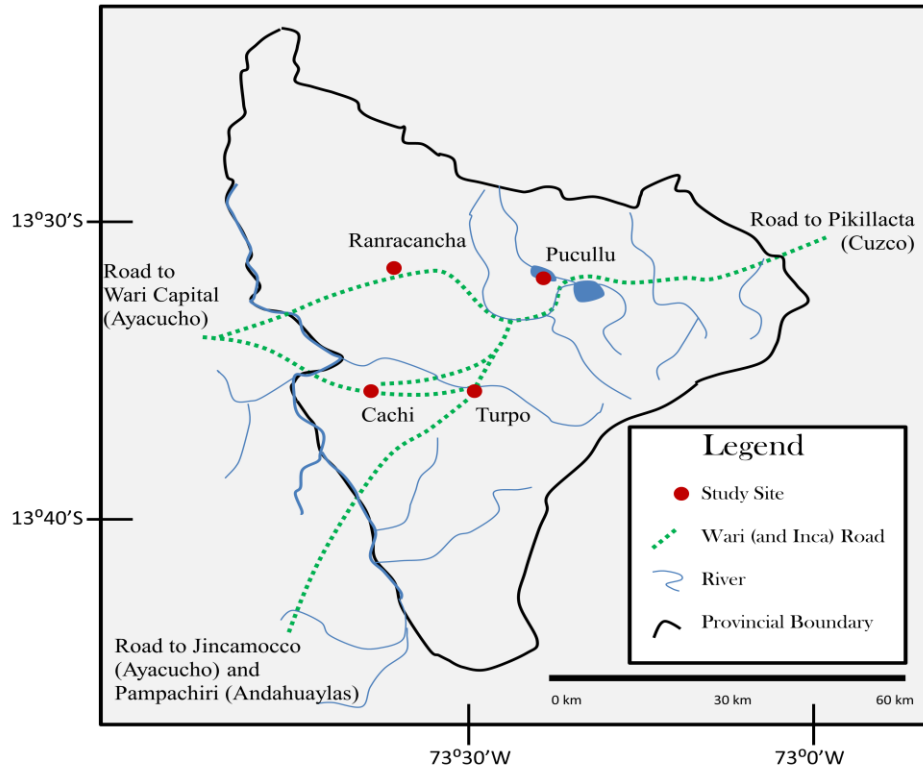 13°30'S
Ranracancha
Pucullu
Road to Pikillacta
(Cuzco)
Road to
Wari Capital
(Ayacucho)
Cachi
Turpo
13°40'S
Road to Jincamocco
(Ayacucho) and
Pampachiri (Andahuaylas)
Legend
Study Site
Wari (and Inca) Road
River
Provincial Boundary
0 km
30 km
60 km
73°30'W
73°0'W